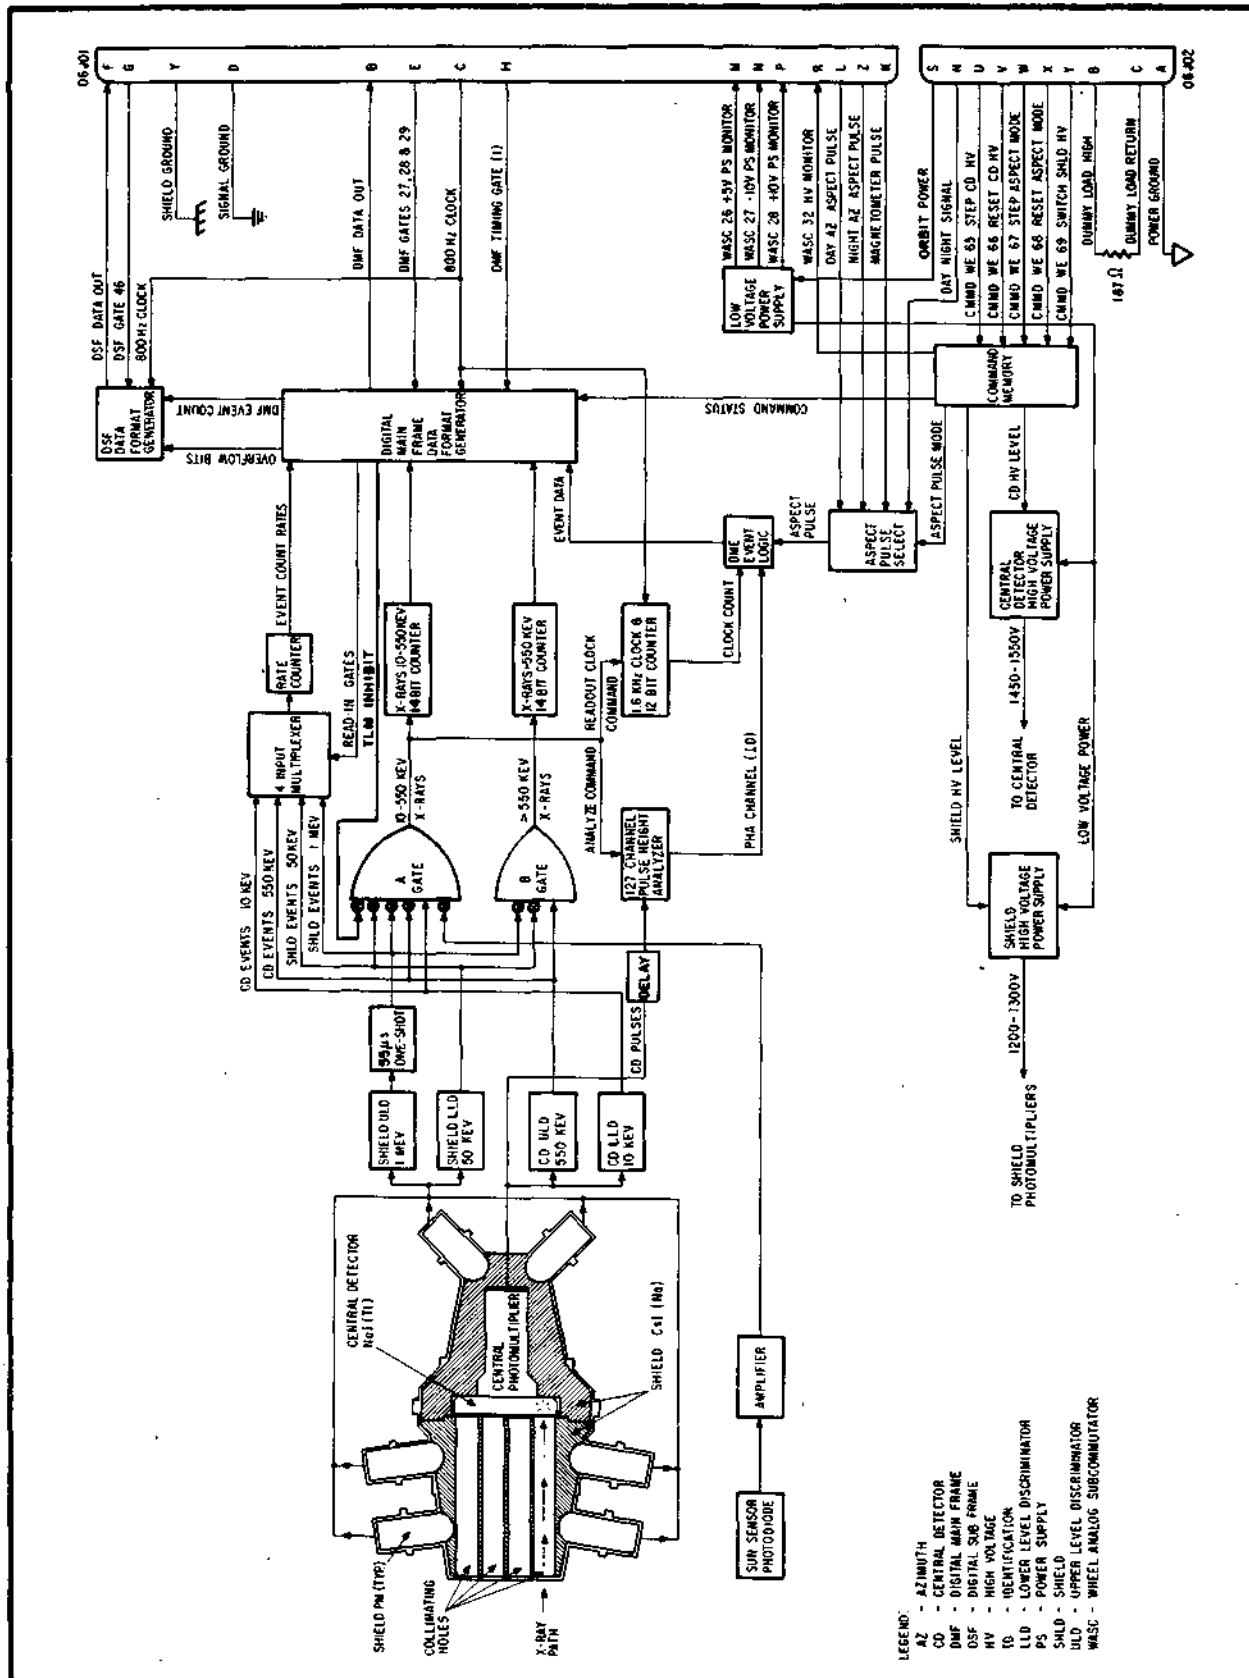 06J01
F
G
Y
D
B
E
C
H
M
N
P
R
L
Z
K
06J02
S
N
U
V
W
X
Y
B
C
A
DSF DATA OUT
DSF GATE 46
800 Hz CLOCK
SHIELD GROUND
SIGNAL GROUND
DMF DATA OUT
DMF GATES 27, 28 & 29
800 Hz CLOCK
DMF TIMING GATE (1)
WASC 26 +5V PS MONITOR
WASC 27 -10V PS MONITOR
WASC 28 +10V PS MONITOR
WASC 32 HV MONITOR
DAY AZ ASPECT PULSE
NIGHT AZ ASPECT PULSE
MAGNETOMETER PULSE
ORBIT POWER
DAY NIGHT SIGNAL
CMMD WE 65 STEP CD HV
CMMD WE 66 RESET CD HV
CMMD WE 67 STEP ASPECT MODE
CMMD WE 68 RESET ASPECT MODE
CMMD WE 69 SWITCH SHLD HV
DUMMY LOAD HIGH
187 Ω
DUMMY LOAD RETURN
POWER GROUND
DSF
DATA
FORMAT
GENERATOR
DMF EVENT COUNT
OVERFLOW BITS
DIGITAL
MAIN
FRAME
DATA
FORMAT
GENERATOR
LOW
VOLTAGE
POWER
SUPPLY
COMMAND
MEMORY
COMMAND STATUS
EVENT COUNT RATES
READ-IN GATES
TLM INHIBIT
EVENT DATA
ASPECT
PULSE
ASPECT PULSE MODE
CD HV LEVEL
RATE
COUNTER
4 INPUT
MULTIPLEXER
X-RAYS 10-550 KEV
14 BIT COUNTER
X-RAYS >550 KEV
14 BIT COUNTER
READOUT CLOCK
COMMAND
1.6 KHz CLOCK &
12 BIT COUNTER
CLOCK COUNT
DME
EVENT
LOGIC
ASPECT
PULSE
SELECT
CENTRAL
DETECTOR
HIGH VOLTAGE
POWER SUPPLY
1450-1550V
TO CENTRAL
DETECTOR
SHIELD HV LEVEL
LOW VOLTAGE POWER
CD EVENTS 10 KEV
CD EVENTS 550 KEV
SHLD EVENTS 50 KEV
SHLD EVENTS 1 MEV
A
GATE
10-550 KEV
X-RAYS
B
GATE
>550 KEV
X-RAYS
ANALYZE COMMAND
127 CHANNEL
PULSE HEIGHT
ANALYZER
PHA CHANNEL (ID)
SHIELD
HIGH VOLTAGE
POWER SUPPLY
1200-1300V
TO SHIELD
PHOTOMULTIPLIERS
55 µs
ONE-SHOT
DELAY
CD PULSES
SHIELD ULD
1 MEV
SHIELD LLD
50 KEV
CD ULD
550 KEV
CD LLD
10 KEV
CENTRAL DETECTOR
NaI (Tl)
CENTRAL
PHOTOMULTIPLIER
SHIELD CsI (Na)
SHIELD PM (TYP)
COLLIMATING
HOLES
X-RAY
PATH
AMPLIFIER
SUN SENSOR
PHOTODIODE
LEGEND:
AZ - AZIMUTH
CD - CENTRAL DETECTOR
DMF - DIGITAL MAIN FRAME
DSF - DIGITAL SUB FRAME
HV - HIGH VOLTAGE
ID - IDENTIFICATION
LLD - LOWER LEVEL DISCRIMINATOR
PS - POWER SUPPLY
SHLD - SHIELD
ULD - UPPER LEVEL DISCRIMINATOR
WASC - WHEEL ANALOG SUBCOMMUTATOR